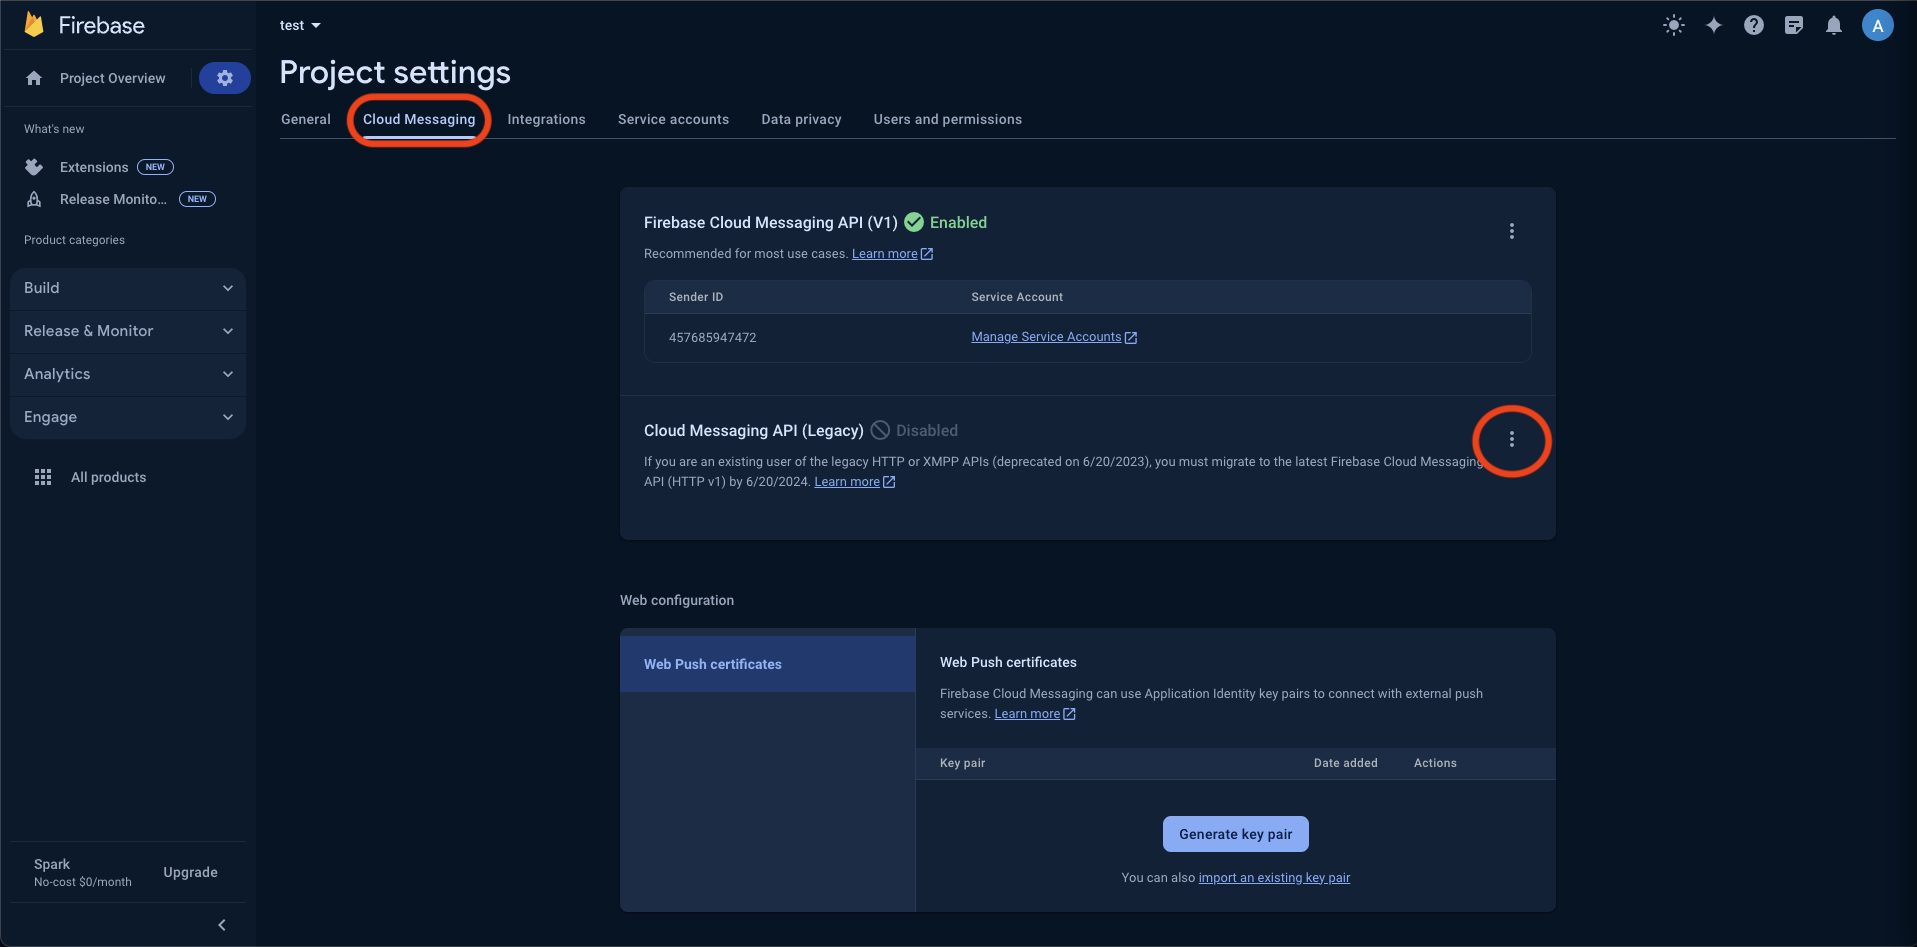 Firebase
test
Project Overview
Project settings
General
Cloud Messaging
Integrations
Service accounts
Data privacy
Users and permissions
A
What's new
Extensions
NEW
Release Monito...
NEW
Product categories
Build
Release & Monitor
Analytics
Engage
All products
Spark
No-cost $0/month
Upgrade
Firebase Cloud Messaging API (V1)
Enabled
Recommended for most use cases. Learn more
Sender ID
Service Account
457685947472
Manage Service Accounts
Cloud Messaging API (Legacy)
Disabled
If you are an existing user of the legacy HTTP or XMPP APIs (deprecated on 6/20/2023), you must migrate to the latest Firebase Cloud Messaging
API (HTTP v1) by 6/20/2024. Learn more
Web configuration
Web Push certificates
Web Push certificates
Firebase Cloud Messaging can use Application Identity key pairs to connect with external push
services. Learn more
Key pair
Date added
Actions
Generate key pair
You can also import an existing key pair